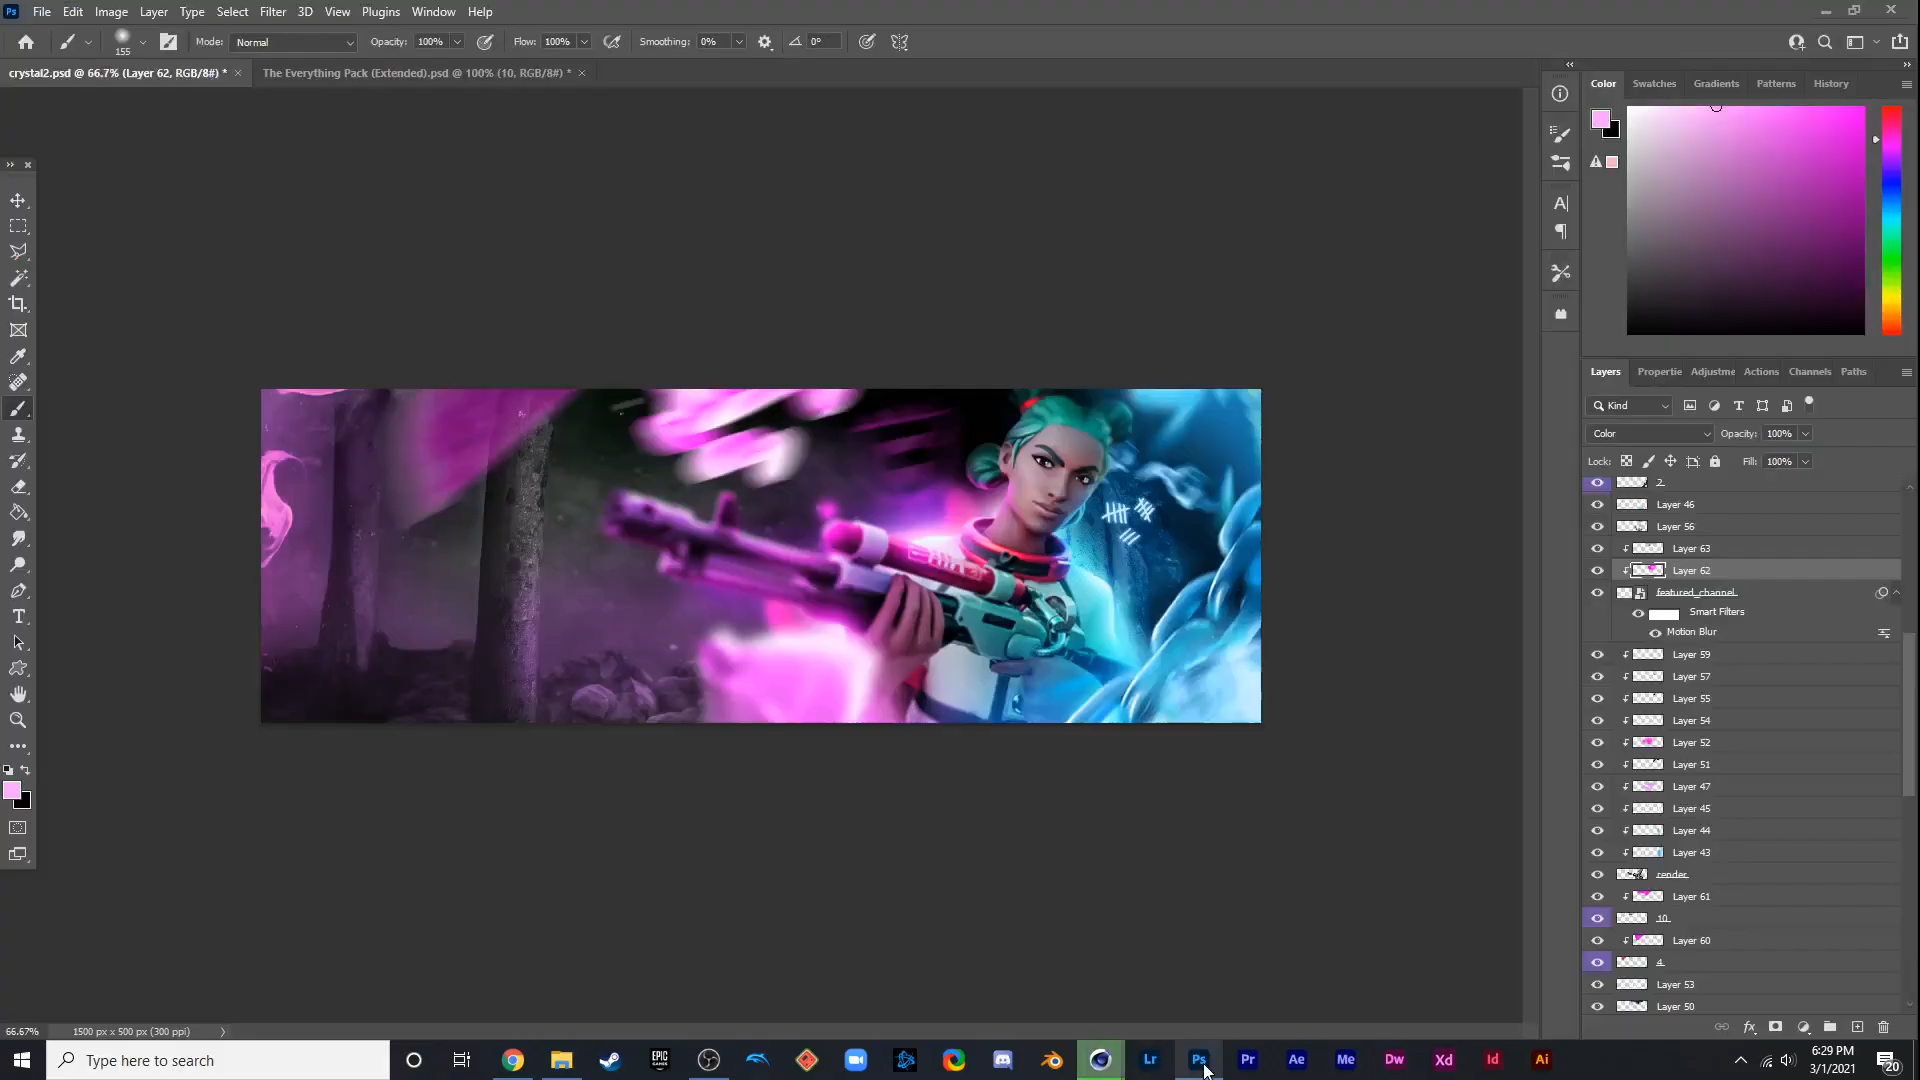 Ps File Edit Image Layer Type Select Filter 3D View Plugins Window Help
155 Mode: Normal Opacity: 100% Flow: 100% Smoothing: 0% 0°
crystal2.psd @ 66.7% (Layer 62, RGB/8#) * × The Everything Pack (Extended).psd @ 100% (10, RGB/8#) * ×
Color Swatches Gradients Patterns History
Layers Propertie Adjustme Actions Channels Paths
Kind
Color Opacity: 100%
Lock: Fill: 100%
2
Layer 46
Layer 56
Layer 63
Layer 62
featured_channel
Smart Filters
Motion Blur
Layer 59
Layer 57
Layer 55
Layer 54
Layer 52
Layer 51
Layer 47
Layer 45
Layer 44
Layer 43
render
Layer 61
10
Layer 60
4
Layer 53
Layer 50
66.67% 1500 px x 500 px (300 ppi)
fx
Type here to search
EPIC GAMES
Lr Ps Pr Ae Me Dw Xd Id Ai
6:29 PM
3/1/2021
20